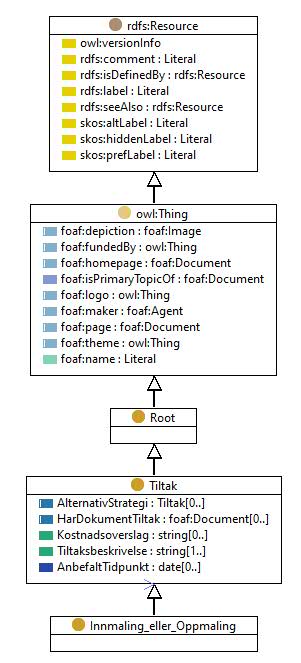 rdfs:Resource
owl:versionInfo
rdfs:comment : Literal
rdfs:isDefinedBy : rdfs:Resource
rdfs:label : Literal
rdfs:seeAlso : rdfs:Resource
skos:altLabel : Literal
skos:hiddenLabel : Literal
skos:prefLabel : Literal
owl:Thing
foaf:depiction : foaf:Image
foaf:fundedBy : owl:Thing
foaf:homepage : foaf:Document
foaf:isPrimaryTopicOf : foaf:Document
foaf:logo : owl:Thing
foaf:maker : foaf:Agent
foaf:page : foaf:Document
foaf:theme : owl:Thing
foaf:name : Literal
Root
Tiltak
AlternativStrategi : Tiltak[0..]
HarDokumentTiltak : foaf:Document[0..]
Kostnadsoverslag : string[0..]
Tiltaksbeskrivelse : string[1..]
AnbefaltTidpunkt : date[0..]
Innmaling_eller_Oppmaling